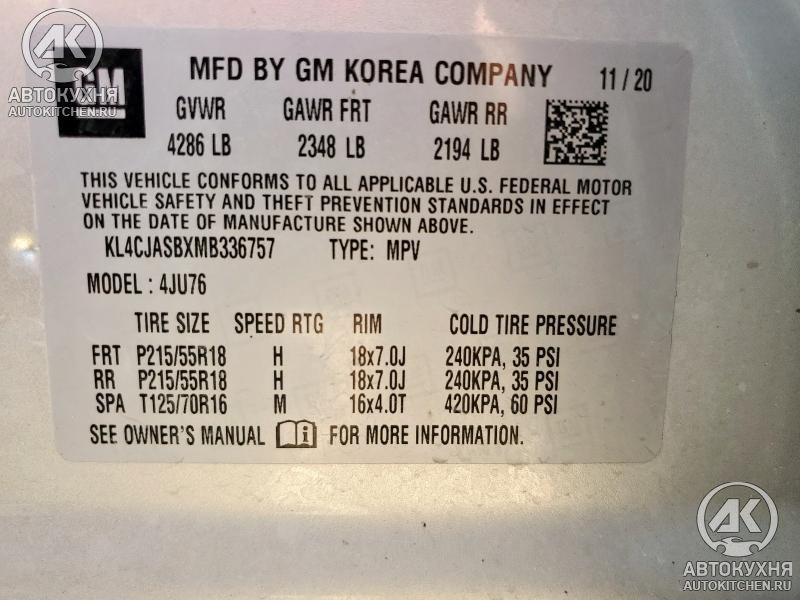 AK
АВТОКУХНЯ
AUTOKITCHEN.RU
GM
MFD BY GM KOREA COMPANY 11/20
GVWR GAWR FRT GAWR RR
4286 LB 2348 LB 2194 LB
THIS VEHICLE CONFORMS TO ALL APPLICABLE U.S. FEDERAL MOTOR
VEHICLE SAFETY AND THEFT PREVENTION STANDARDS IN EFFECT
ON THE DATE OF MANUFACTURE SHOWN ABOVE.
KL4CJASBXMB336757 TYPE: MPV
MODEL : 4JU76
TIRE SIZE SPEED RTG RIM COLD TIRE PRESSURE
FRT P215/55R18 H 18x7.0J 240KPA, 35 PSI
RR P215/55R18 H 18x7.0J 240KPA, 35 PSI
SPA T125/70R16 M 16x4.0T 420KPA, 60 PSI
SEE OWNER'S MANUAL i FOR MORE INFORMATION.
AK
АВТОКУХНЯ
AUTOKITCHEN.RU